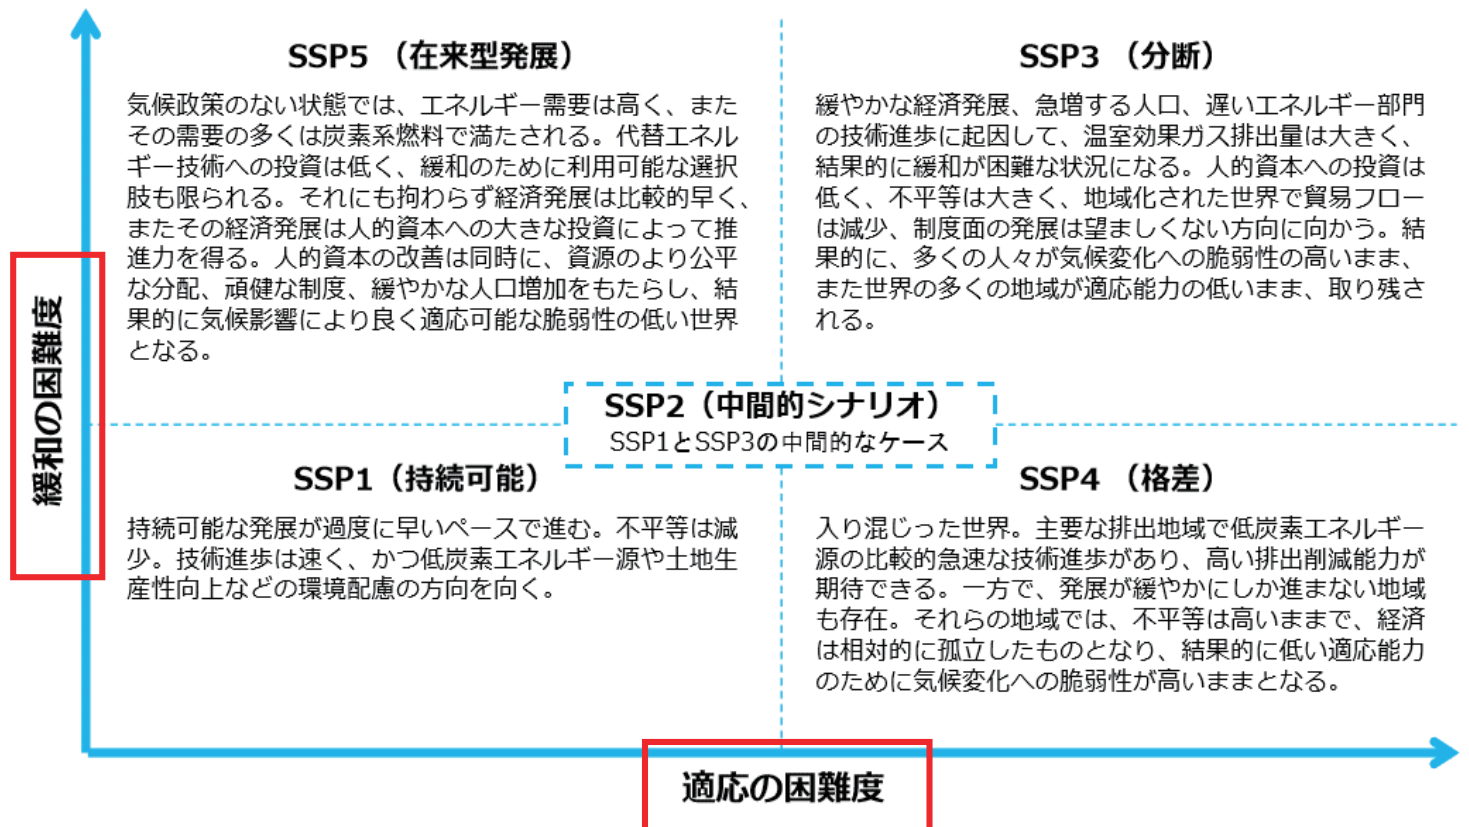 SSP5 （在来型発展）
気候政策のない状態では、エネルギー需要は高く、また
その需要の多くは炭素系燃料で満たされる。代替エネル
ギー技術への投資は低く、緩和のために利用可能な選択
肢も限られる。それにも拘わらず経済発展は比較的早く、
またその経済発展は人的資本への大きな投資によって推
進力を得る。人的資本の改善は同時に、資源のより公平
な分配、頑健な制度、緩やかな人口増加をもたらし、結
果的に気候影響により良く適応可能な脆弱性の低い世界
となる。
SSP3 （分断）
緩やかな経済発展、急増する人口、遅いエネルギー部門
の技術進歩に起因して、温室効果ガス排出量は大きく、
結果的に緩和が困難な状況になる。人的資本への投資は
低く、不平等は大きく、地域化された世界で貿易フロー
は減少、制度面の発展は望ましくない方向に向かう。結
果的に、多くの人々が気候変化への脆弱性の高いまま、
また世界の多くの地域が適応能力の低いまま、取り残さ
れる。
緩和の困難度
SSP2（中間的シナリオ）
SSP1とSSP3の中間的なケース
SSP1（持続可能）
持続可能な発展が過度に早いペースで進む。不平等は減
少。技術進歩は速く、かつ低炭素エネルギー源や土地生
産性向上などの環境配慮の方向を向く。
SSP4 （格差）
入り混じった世界。主要な排出地域で低炭素エネルギー
源の比較的急速な技術進歩があり、高い排出削減能力が
期待できる。一方で、発展が緩やかにしか進まない地域
も存在。それらの地域では、不平等は高いままで、経済
は相対的に孤立したものとなり、結果的に低い適応能力
のために気候変化への脆弱性が高いままとなる。
適応の困難度